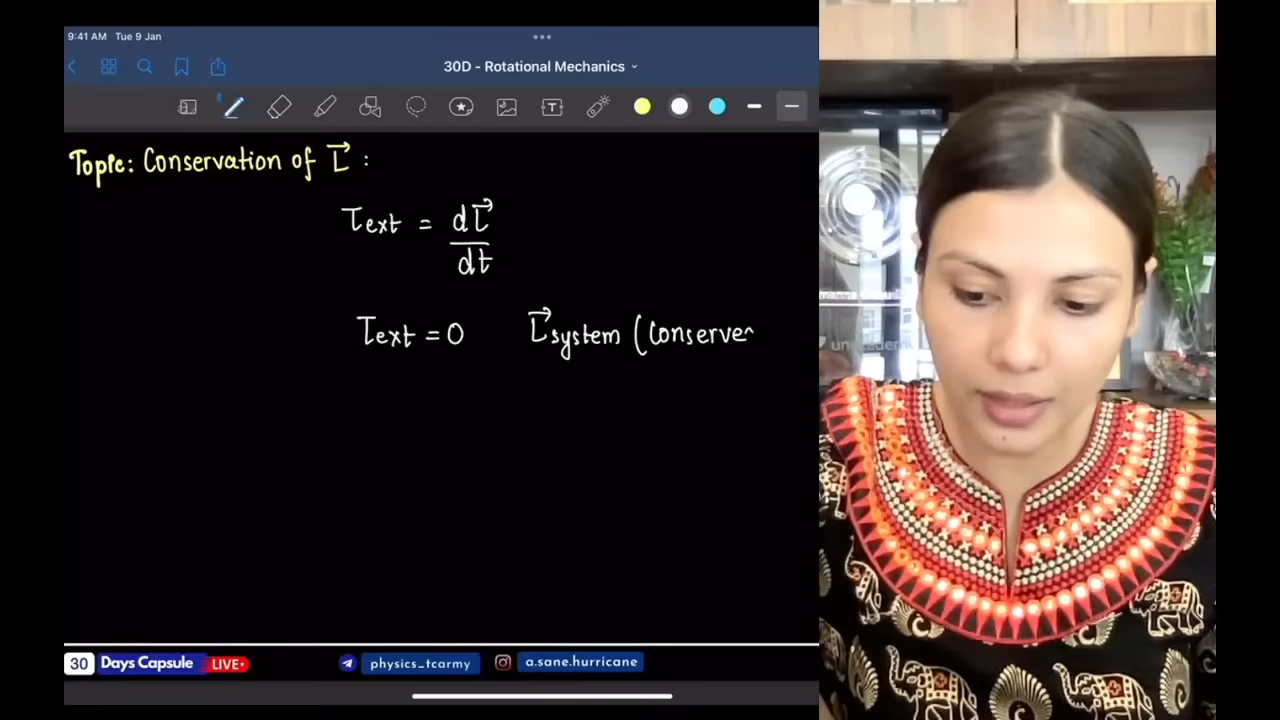 9:41 AM Tue 9 Jan
30D - Rotational Mechanics
Topic: Conservation of L⃗ :
τext = dL⃗/dt
τext = 0 L⃗system (Conserve
30 Days Capsule LIVE physics_tcarmy a.sane.hurricane